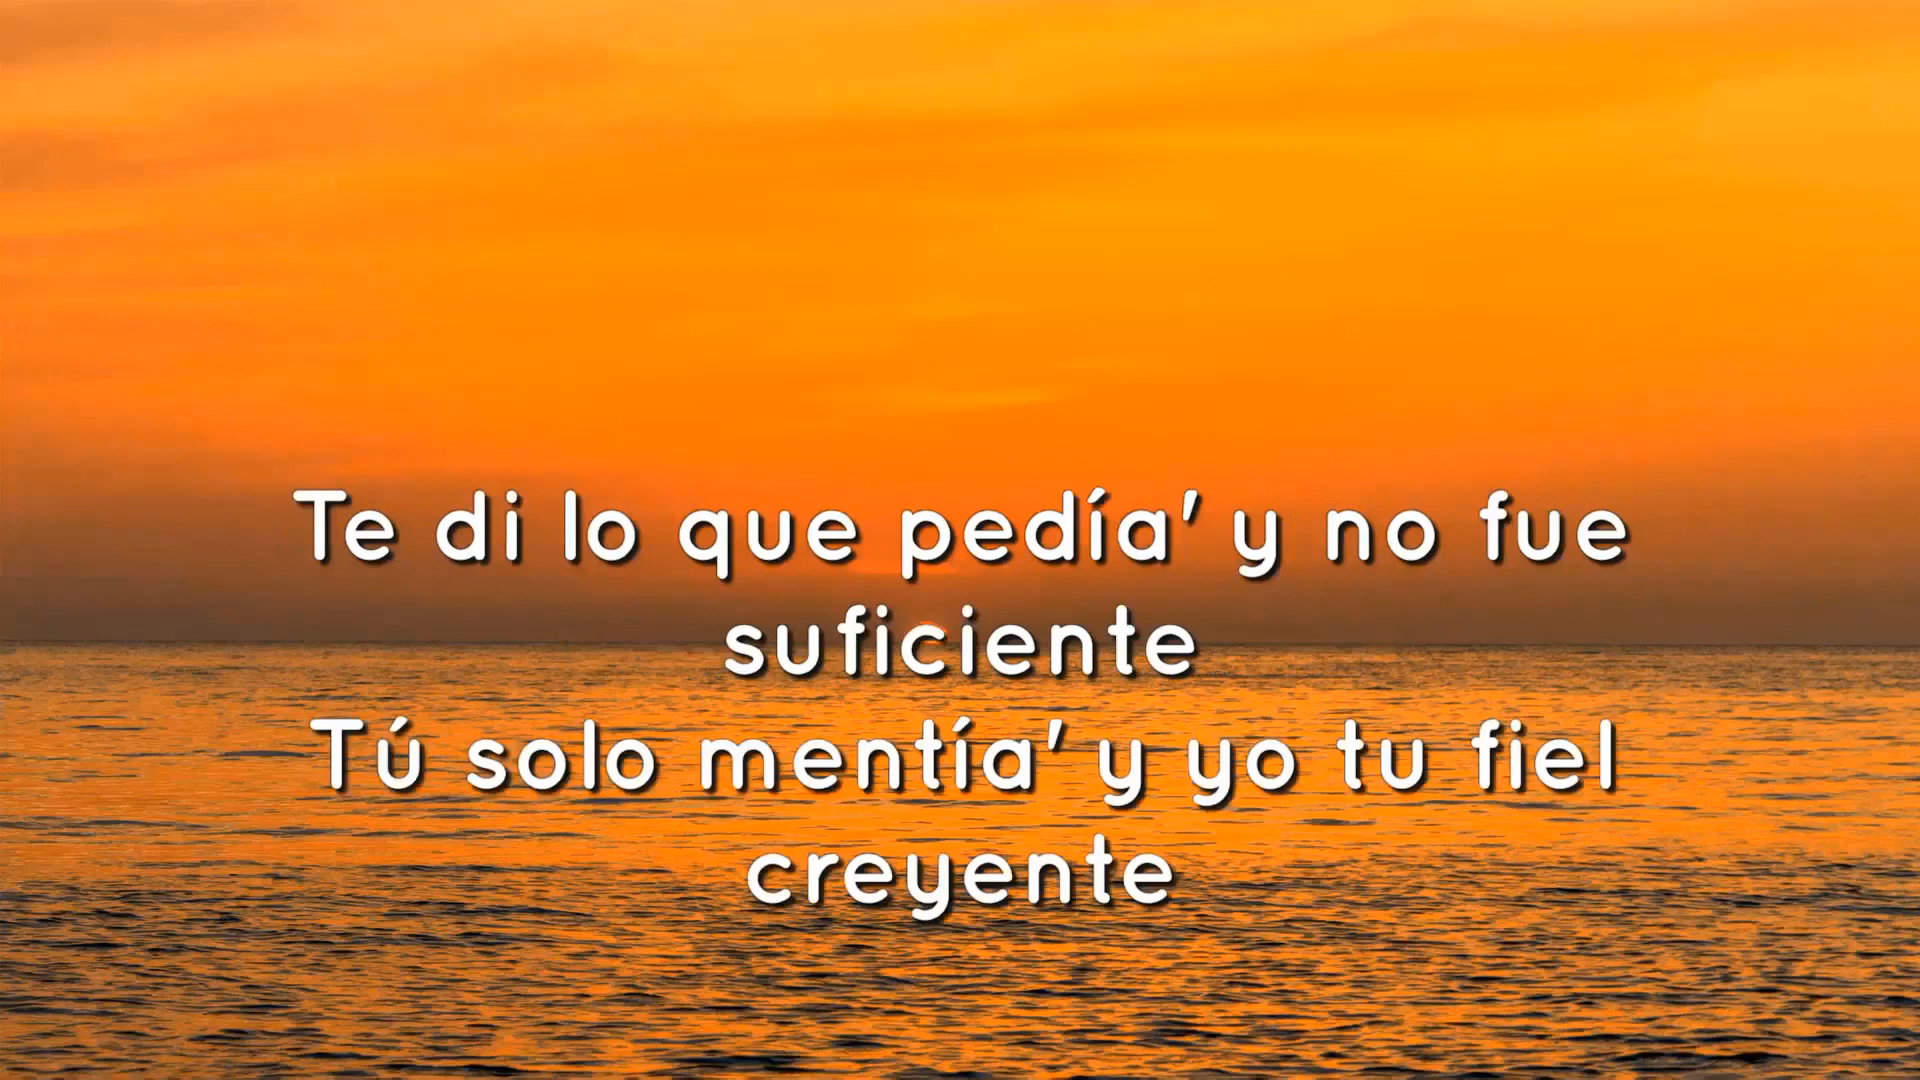 Te di lo que pedía' y no fue
suficiente
Tú solo mentía' y yo tu fiel
creyente